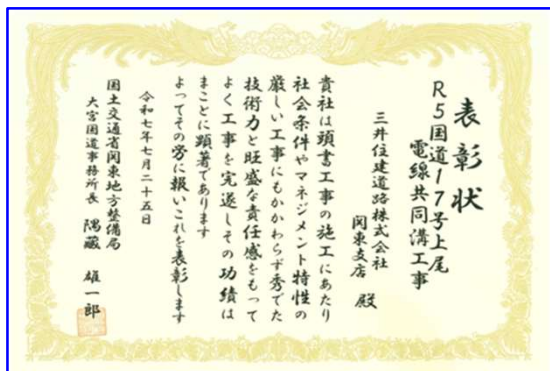 表彰状
R5国道17号上尾
電線共同溝工事
三井住建道路株式会社
関東支店 殿
貴社は頭書工事の施工にあたり
社会条件やマネジメント特性の
厳しい工事にもかかわらず秀でた
技術力と旺盛な責任感をもって
よく工事を完遂しその功績は
まことに顕著であります
よってその労に報いこれを表彰します
令和七年七月二十五日
国土交通省関東地方整備局
大宮国道事務所長 隅蔵 雄一郎